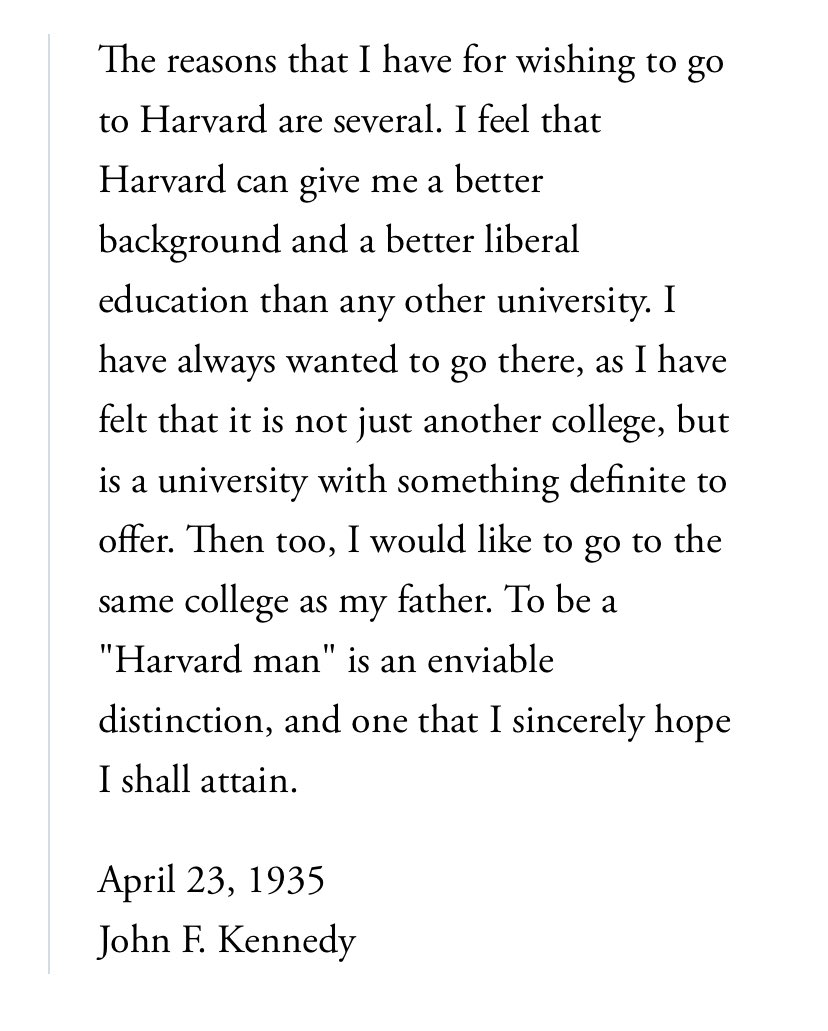 The reasons that I have for wishing to go
to Harvard are several. I feel that
Harvard can give me a better
background and a better liberal
education than any other university. I
have always wanted to go there, as I have
felt that it is not just another college, but
is a university with something definite to
offer. Then too, I would like to go to the
same college as my father. To be a
"Harvard man" is an enviable
distinction, and one that I sincerely hope
I shall attain.
April 23, 1935
John F. Kennedy